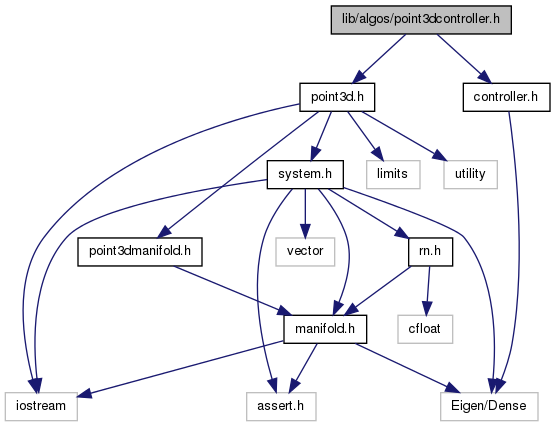 lib/algos/point3dcontroller.h
point3d.h
controller.h
system.h
limits
utility
point3dmanifold.h
vector
rn.h
manifold.h
cfloat
iostream
assert.h
Eigen/Dense